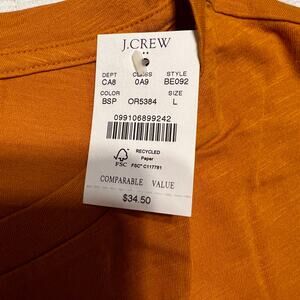 J.CREW
DEPT CLASS STYLE
CA8 0A9 BE092
COLOR SIZE
BSP OR5384 L
099106899242
RECYCLED
Paper
FSC FSC® C117791
COMPARABLE VALUE
$34.50